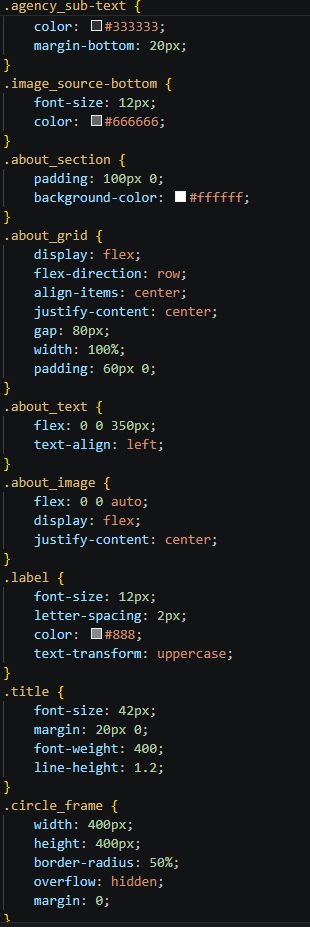 .agency_sub-text {
    color: #333333;
    margin-bottom: 20px;
}
.image_source-bottom {
    font-size: 12px;
    color: #666666;
}
.about_section {
    padding: 100px 0;
    background-color: #ffffff;
}
.about_grid {
    display: flex;
    flex-direction: row;
    align-items: center;
    justify-content: center;
    gap: 80px;
    width: 100%;
    padding: 60px 0;
}
.about_text {
    flex: 0 0 350px;
    text-align: left;
}
.about_image {
    flex: 0 0 auto;
    display: flex;
    justify-content: center;
}
.label {
    font-size: 12px;
    letter-spacing: 2px;
    color: #888;
    text-transform: uppercase;
}
.title {
    font-size: 42px;
    margin: 20px 0;
    font-weight: 400;
    line-height: 1.2;
}
.circle_frame {
    width: 400px;
    height: 400px;
    border-radius: 50%;
    overflow: hidden;
    margin: 0;
}